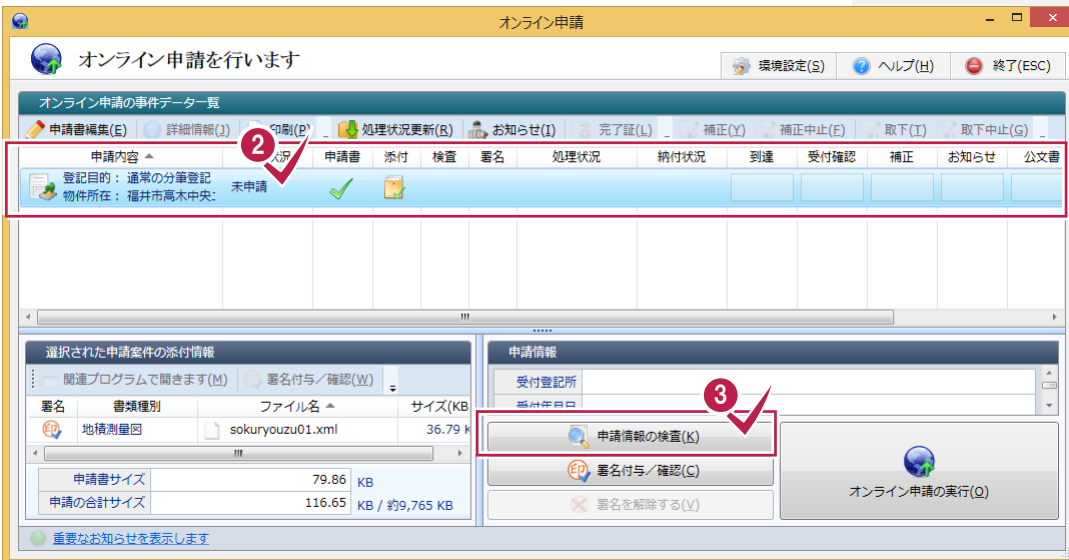 オンライン申請
オンライン申請を行います
環境設定(S) ヘルプ(H) 終了(ESC)
オンライン申請の事件データ一覧
申請書編集(E) 詳細情報(J) 印刷(P) 処理状況更新(R) お知らせ(I) 完了証(L) 補正(Y) 補正中止(F) 取下(T) 取下中止(G)
2
申請内容 状況 申請書 添付 検査 署名 処理状況 納付状況 到達 受付確認 補正 お知らせ 公文書
登記目的： 通常の分筆登記
物件所在： 福井市高木中央
未申請
選択された申請案件の添付情報
関連プログラムで開きます(M) 署名付与／確認(W)
署名 書類種別 ファイル名 サイズ(KB
地積測量図 sokuryouzu01.xml 36.79 K
申請書サイズ 79.86 KB
申請の合計サイズ 116.65 KB / 約9,765 KB
申請情報
受付登記所
受付年月日
3
申請情報の検査(K)
署名付与／確認(C)
署名を解除する(V)
オンライン申請の実行(O)
重要なお知らせを表示します